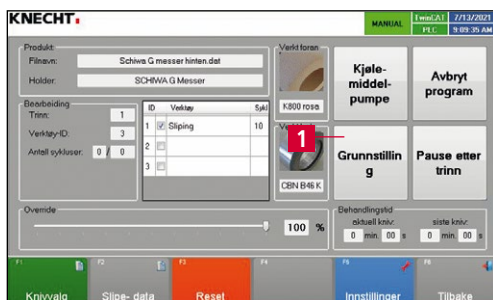 KNECHT.
MANUAL
TwinCAT
PLC
7/13/2021
9:09:35 AM
Produkt
Filnavn:
Schiwa G messer hinten.dat
Holder:
SCHIWA G Messer
Bearbeiding
Trinn:
1
Verktøy-ID:
3
Antall sykluser:
0 / 0
ID Verktøy Sykl
1 Sliping 10
2
3
Verkt foran
K800 rosa
CBN B46 K
1
Kjøle-
middel-
pumpe
Avbryt
program
Grunnstillin
g
Pause etter
trinn
Override
100 %
Behandlingstid
aktuell kniv:
0 min 00 s
siste kniv:
0 min 00 s
F1
Knivvalg
F2
Slipe- data
F3
Reset
F4
Innstillinger
Tilbake